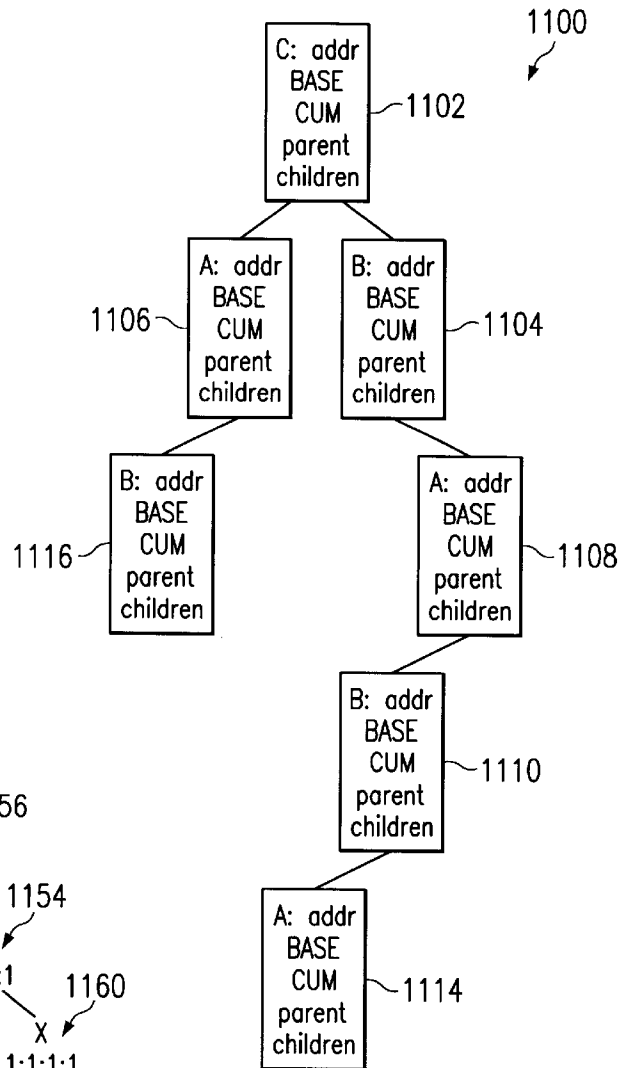 1100
C: addr
BASE
CUM
parent
children
1102
A: addr
BASE
CUM
parent
children
1106
B: addr
BASE
CUM
parent
children
1104
B: addr
BASE
CUM
parent
children
1116
A: addr
BASE
CUM
parent
children
1108
B: addr
BASE
CUM
parent
children
1110
56
1154
:1
1160
X
1:1:1:1
A: addr
BASE
CUM
parent
children
1114